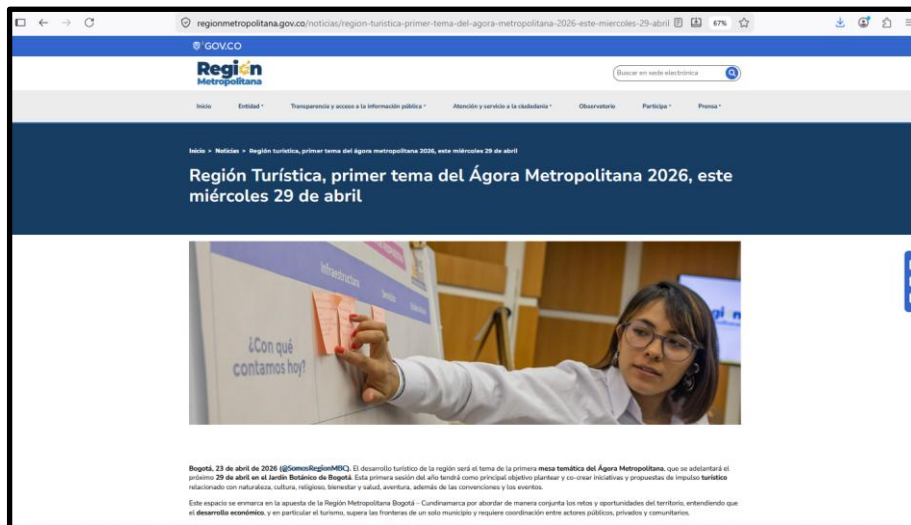 regionmetropolitana.gov.co/noticias/region-turistica-primer-tema-del-agora-metropolitana-2026-este-miercoles-29-abril
67%
GOV.CO
Región
Metropolitana
Buscar en sede electrónica
Inicio Entidad Transparencia y acceso a la información pública Atención y servicio a la ciudadanía Observatorio Participa Prensa
Inicio > Noticias > Región turística, primer tema del ágora metropolitana 2026, este miércoles 29 de abril
Región Turística, primer tema del Ágora Metropolitana 2026, este
miércoles 29 de abril
Infraestructura
Servicios
¿Con qué
contamos hoy?
Bogotá, 23 de abril de 2026 (@SomosRegionMBC). El desarrollo turístico de la región será el tema de la primera mesa temática del Ágora Metropolitana, que se adelantará el
próximo 29 de abril en el Jardín Botánico de Bogotá. Esta primera sesión del año tendrá como principal objetivo plantear y co-crear iniciativas y propuestas de impulso turístico
relacionado con naturaleza, cultura, religioso, bienestar y salud, aventura, además de las convenciones y los eventos.
Este espacio se enmarca en la apuesta de la Región Metropolitana Bogotá – Cundinamarca por abordar de manera conjunta los retos y oportunidades del territorio, entendiendo que
el desarrollo económico, y en particular el turismo, supera las fronteras de un solo municipio y requiere coordinación entre actores públicos, privados y comunitarios.